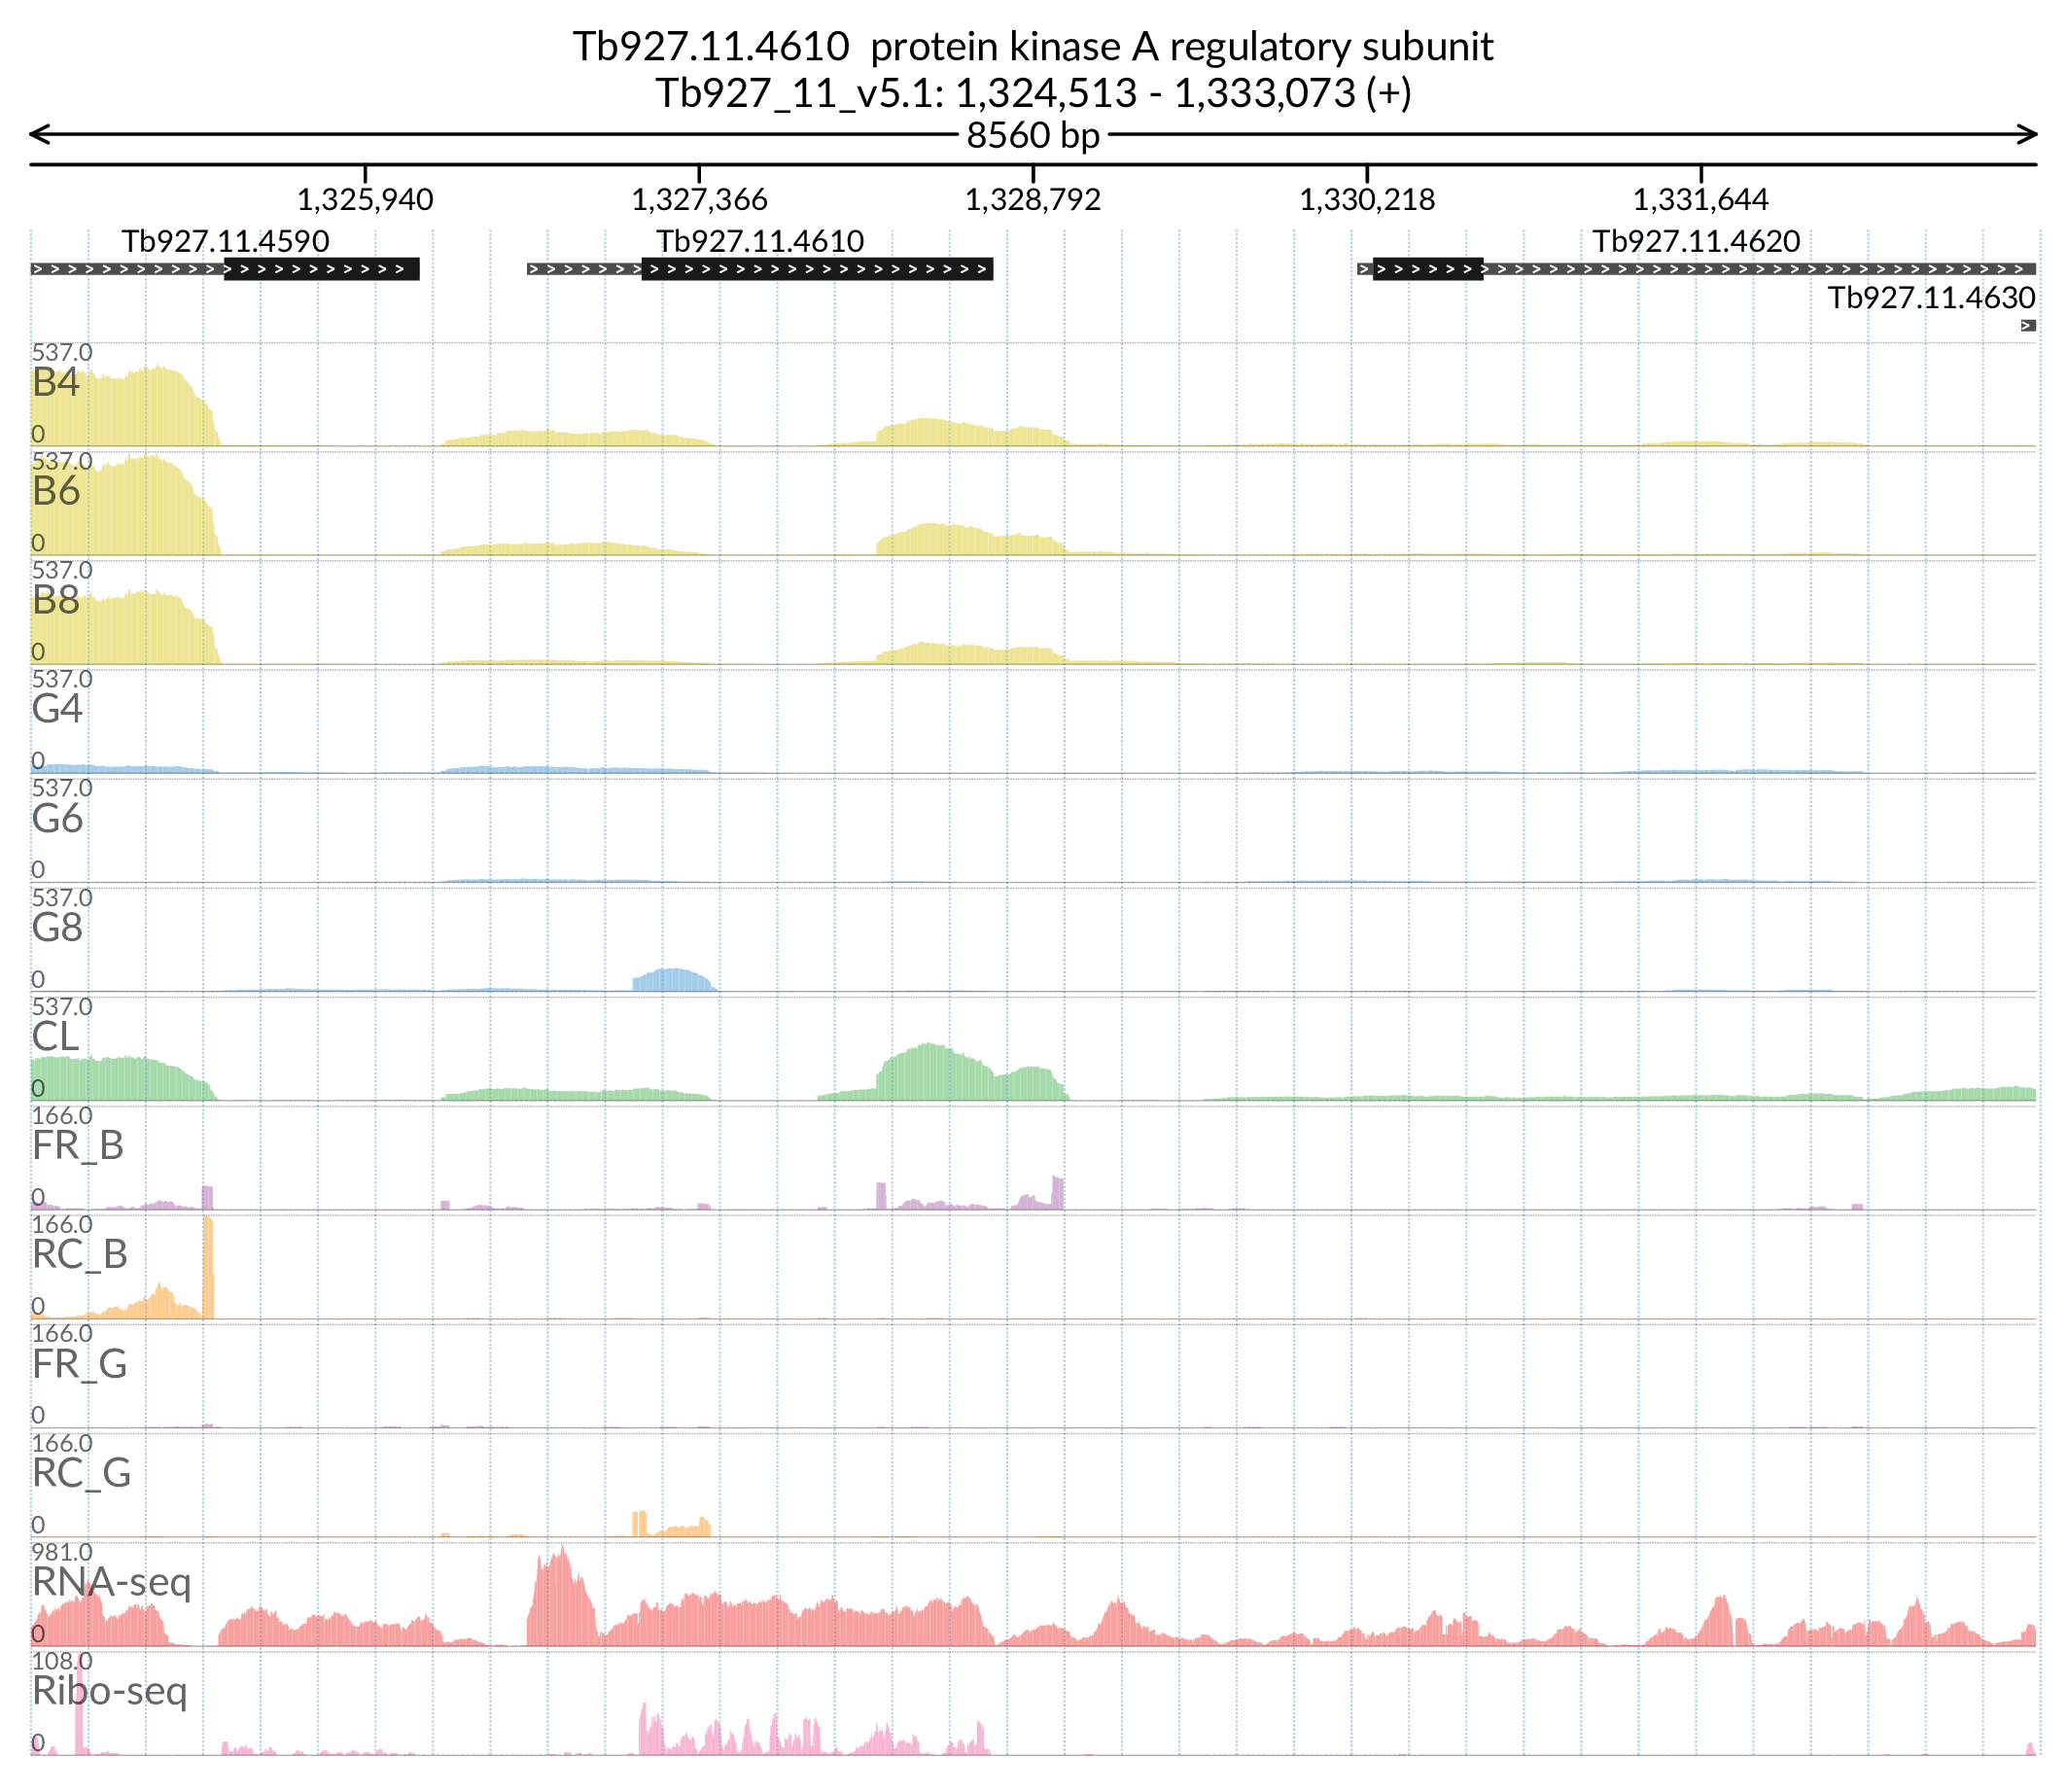 Tb927.11.4610  protein kinase A regulatory subunit
Tb927_11_v5.1: 1,324,513 - 1,333,073 (+)
8560 bp
1,325,940 1,327,366 1,328,792 1,330,218 1,331,644
Tb927.11.4590 Tb927.11.4610 Tb927.11.4620
Tb927.11.4630
537.0
B4
0
537.0
B6
0
537.0
B8
0
537.0
G4
0
537.0
G6
0
537.0
G8
0
537.0
CL
0
166.0
FR_B
0
166.0
RC_B
0
166.0
FR_G
0
166.0
RC_G
0
981.0
RNA-seq
0
108.0
Ribo-seq
0